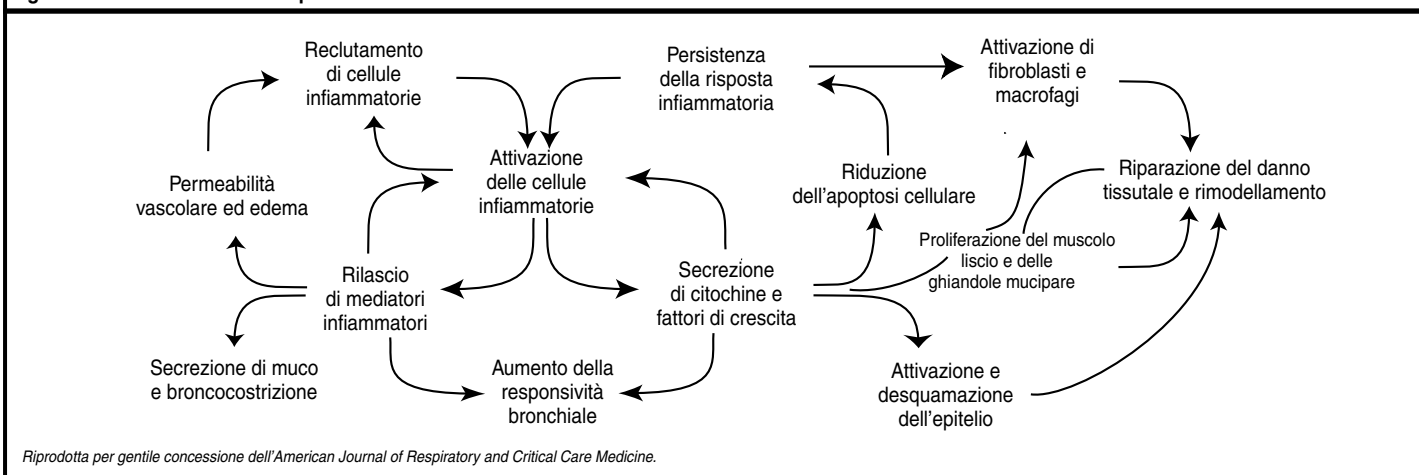 Reclutamento
di cellule
infiammatorie
Persistenza
della risposta
infiammatoria
Attivazione di
fibroblasti e
macrofagi
Permeabilità
vascolare ed edema
Attivazione
delle cellule
infiammatorie
Riduzione
dell'apoptosi cellulare
Riparazione del danno
tissutale e rimodellamento
Rilascio
di mediatori
infiammatori
Secrezione
di citochine e
fattori di crescita
Proliferazione del muscolo
liscio e delle
ghiandole mucipare
Secrezione di muco
e broncocostrizione
Aumento della
responsività
bronchiale
Attivazione e
desquamazione
dell'epitelio
Riprodotta per gentile concessione dell'American Journal of Respiratory and Critical Care Medicine.